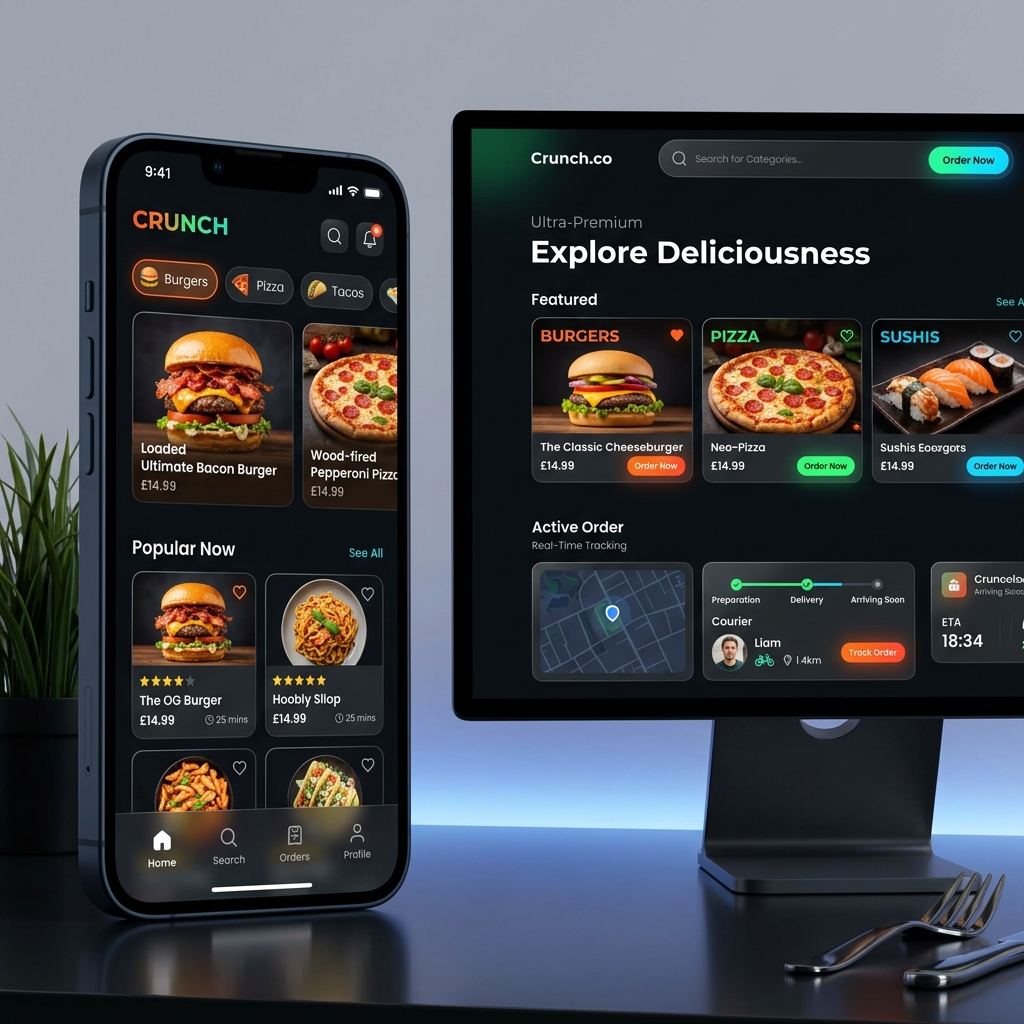 9:41
CRUNCH
Burgers
Pizza
Tacos
Loaded
Ultimate Bacon Burger
£14.99
Wood-fired
Pepperoni Pizza
£14.99
Popular Now
See All
The OG Burger
£14.99
25 mins
Hoobly Sliop
£14.99
25 mins
Home
Search
Orders
Profile
Crunch.co
Search for Categories...
Order Now
Ultra-Premium
Explore Deliciousness
Featured
See A
BURGERS
The Classic Cheeseburger
£14.99
Order Now
PIZZA
Neo-Pizza
£14.99
Order Now
SUSHIS
Sushis
£14.99
Order Now
Active Order
Real-Time Tracking
Preparation
Delivery
Arriving Soon
Courier
Liam
1.4km
Track Order
Arriving
ETA
18:34